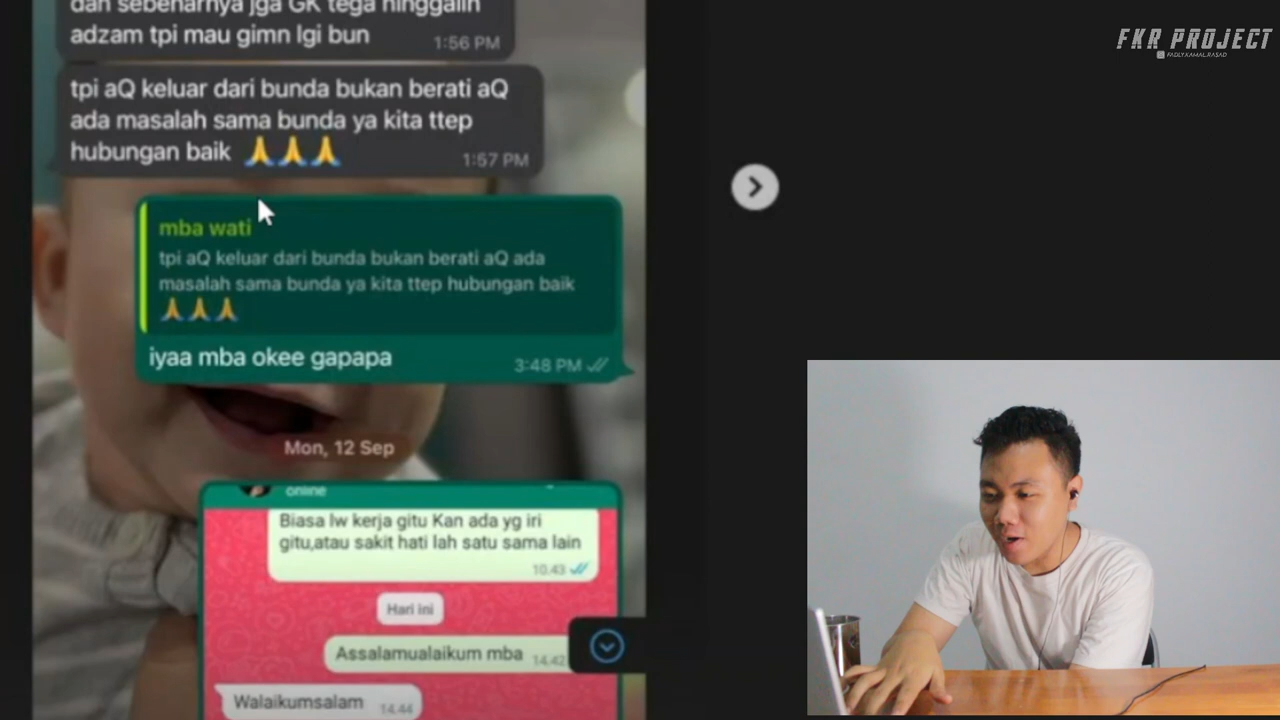 dan sebenarnya jga GK tega ninggalin
adzam tpi mau gimn lgi bun
1:56 PM
tpi aQ keluar dari bunda bukan berati aQ
ada masalah sama bunda ya kita ttep
hubungan baik 🙏🙏🙏
1:57 PM
mba wati
tpi aQ keluar dari bunda bukan berati aQ ada
masalah sama bunda ya kita ttep hubungan baik
🙏🙏🙏
iyaa mba okee gapapa
3:48 PM
Mon, 12 Sep
online
Biasa lw kerja gitu Kan ada yg iri
gitu,atau sakit hati lah satu sama lain
10.43
Hari ini
Assalamualaikum mba
14.42
Walaikumsalam
14.44
FKR PROJECT
FADLY.KAMAL.RASAD